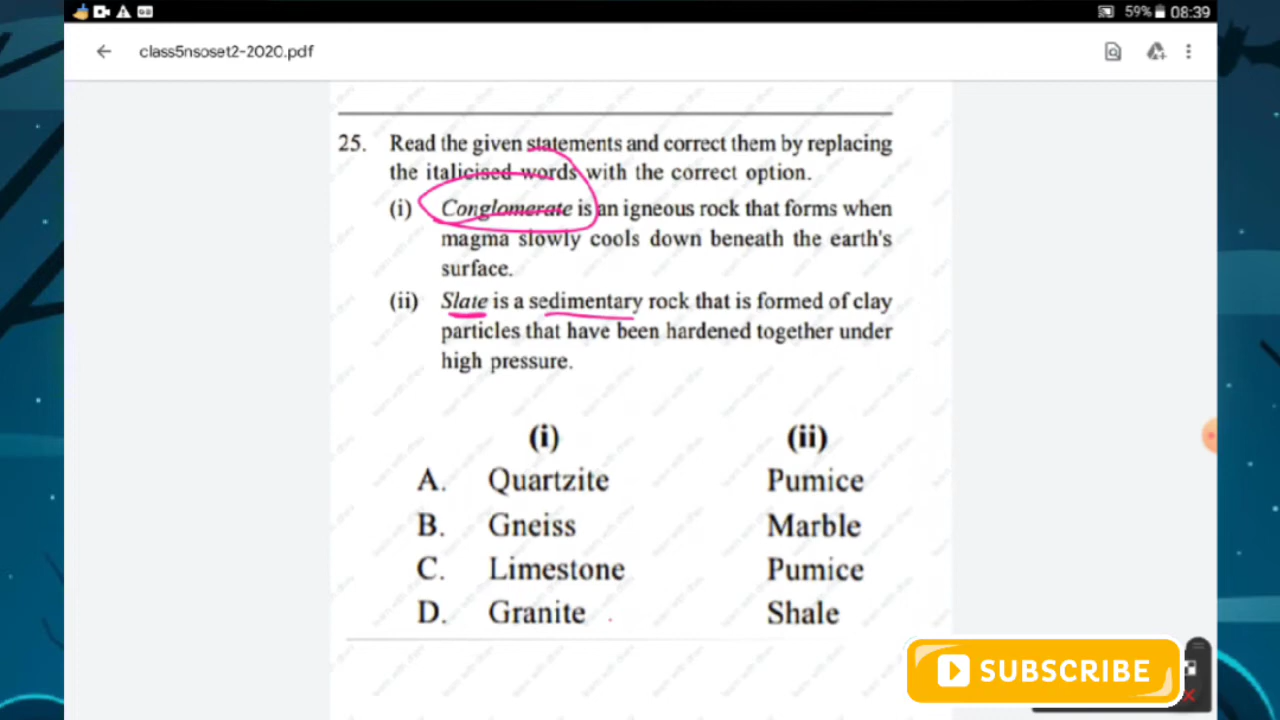 59% 08:39
class5nsoset2-2020.pdf
25. Read the given statements and correct them by replacing
the italicised words with the correct option.
(i) Conglomerate is an igneous rock that forms when
magma slowly cools down beneath the earth's
surface.
(ii) Slate is a sedimentary rock that is formed of clay
particles that have been hardened together under
high pressure.
(i) (ii)
A. Quartzite Pumice
B. Gneiss Marble
C. Limestone Pumice
D. Granite Shale
SUBSCRIBE